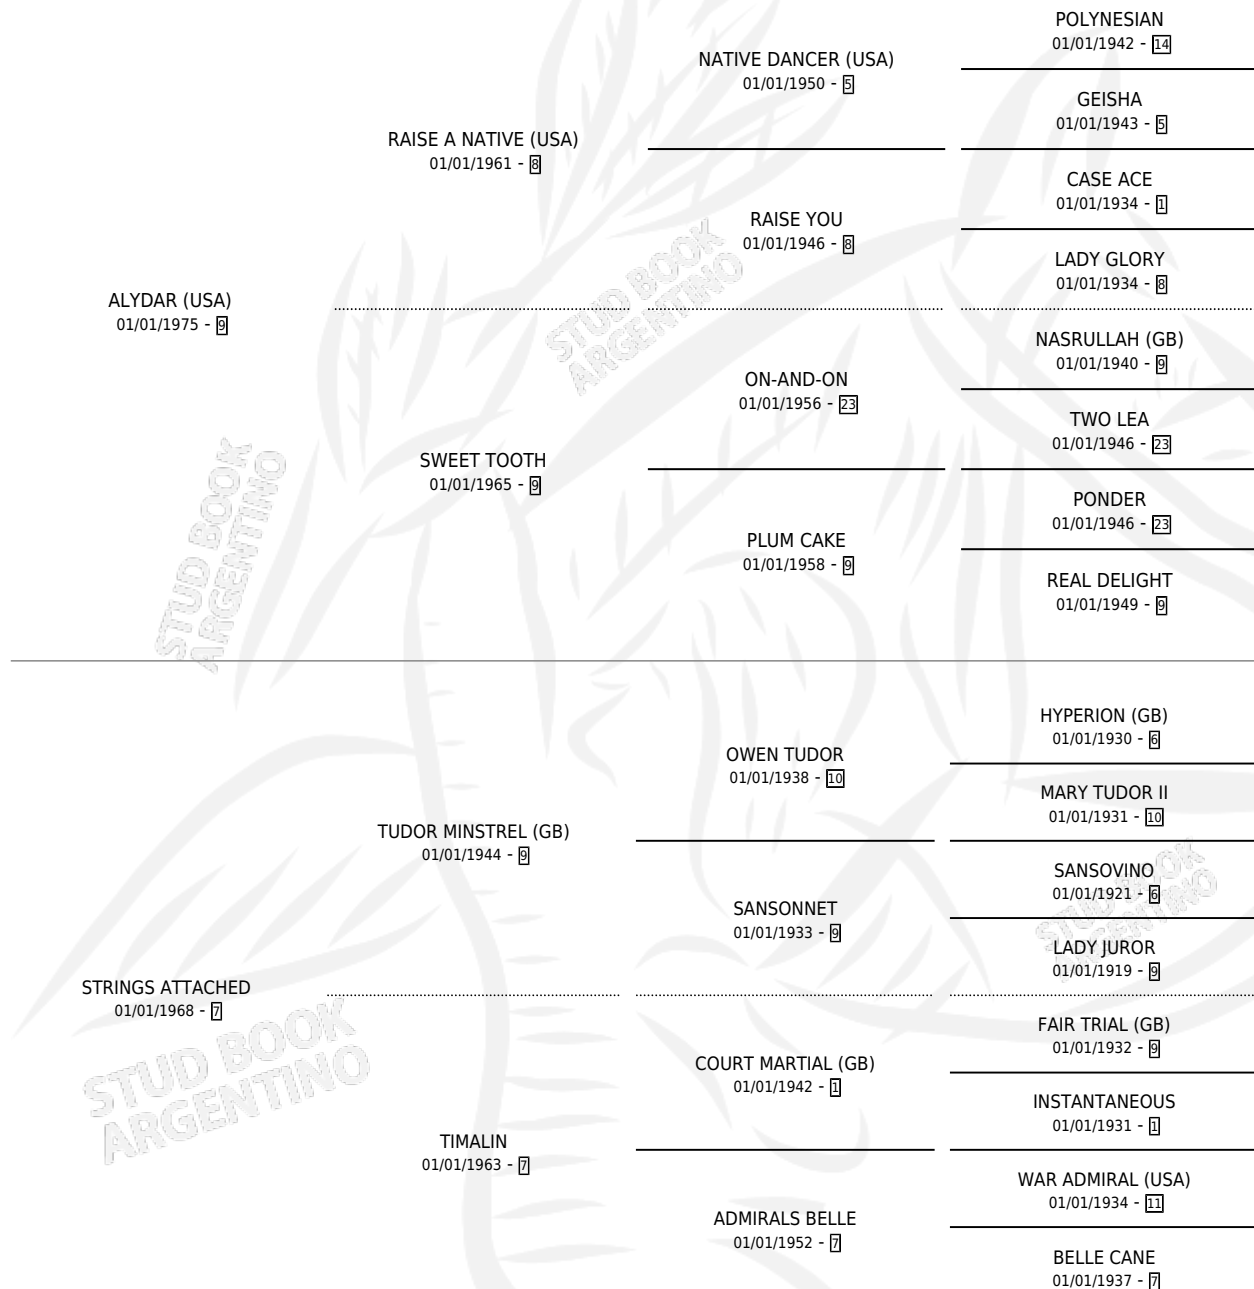 POLYNESIAN
01/01/1942 - 14
NATIVE DANCER (USA)
01/01/1950 - 5
GEISHA
01/01/1943 - 5
RAISE A NATIVE (USA)
01/01/1961 - 8
CASE ACE
01/01/1934 - 1
RAISE YOU
01/01/1946 - 8
LADY GLORY
01/01/1934 - 8
ALYDAR (USA)
01/01/1975 - 9
NASRULLAH (GB)
01/01/1940 - 9
ON-AND-ON
01/01/1956 - 23
TWO LEA
01/01/1946 - 23
SWEET TOOTH
01/01/1965 - 9
PONDER
01/01/1946 - 23
PLUM CAKE
01/01/1958 - 9
REAL DELIGHT
01/01/1949 - 9
HYPERION (GB)
01/01/1930 - 6
OWEN TUDOR
01/01/1938 - 10
MARY TUDOR II
01/01/1931 - 10
TUDOR MINSTREL (GB)
01/01/1944 - 9
SANSOVINO
01/01/1921 - 6
SANSONNET
01/01/1933 - 9
LADY JUROR
01/01/1919 - 9
STRINGS ATTACHED
01/01/1968 - 7
FAIR TRIAL (GB)
01/01/1932 - 9
COURT MARTIAL (GB)
01/01/1942 - 1
INSTANTANEOUS
01/01/1931 - 1
TIMALIN
01/01/1963 - 7
WAR ADMIRAL (USA)
01/01/1934 - 11
ADMIRALS BELLE
01/01/1952 - 7
BELLE CANE
01/01/1937 - 7
STUD BOOK
ARGENTINO
STUD BOOK
ARGENTINO
STUD BOOK
ARGENTINO
STUD BOOK
ARGENTINO